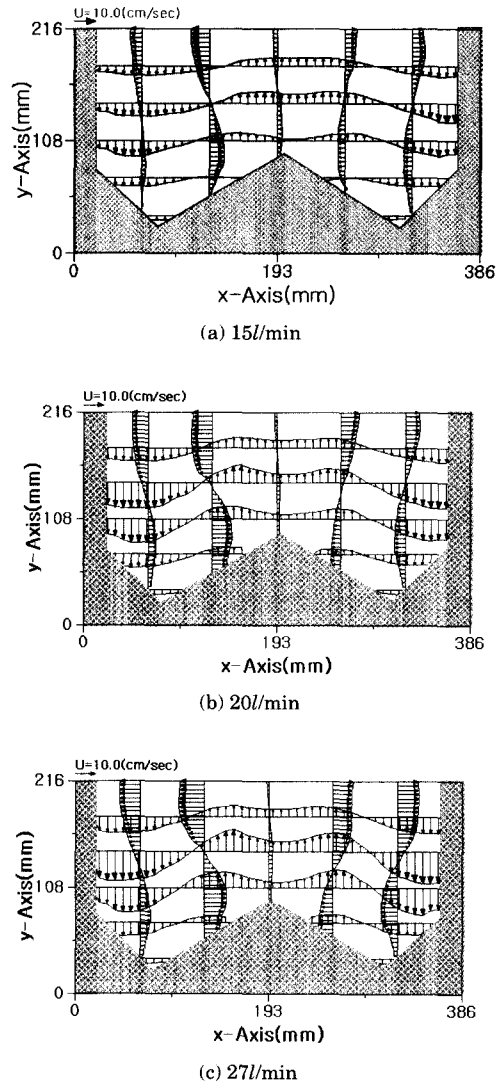 U=10.0(cm/sec)
216
108
0
y-Axis(mm)
0 193 386
x-Axis(mm)
(a) 15l/min
U=10.0(cm/sec)
216
108
0
y-Axis(mm)
0 193 386
x-Axis(mm)
(b) 20l/min
U=10.0(cm/sec)
216
108
0
y-Axis(mm)
0 193 386
x-Axis(mm)
(c) 27l/min